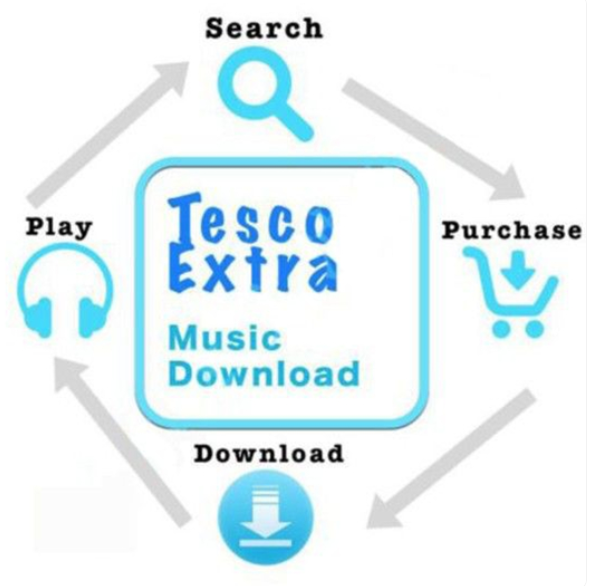 Search
Play
Purchase
Tesco
Extra
Music
Download
Download